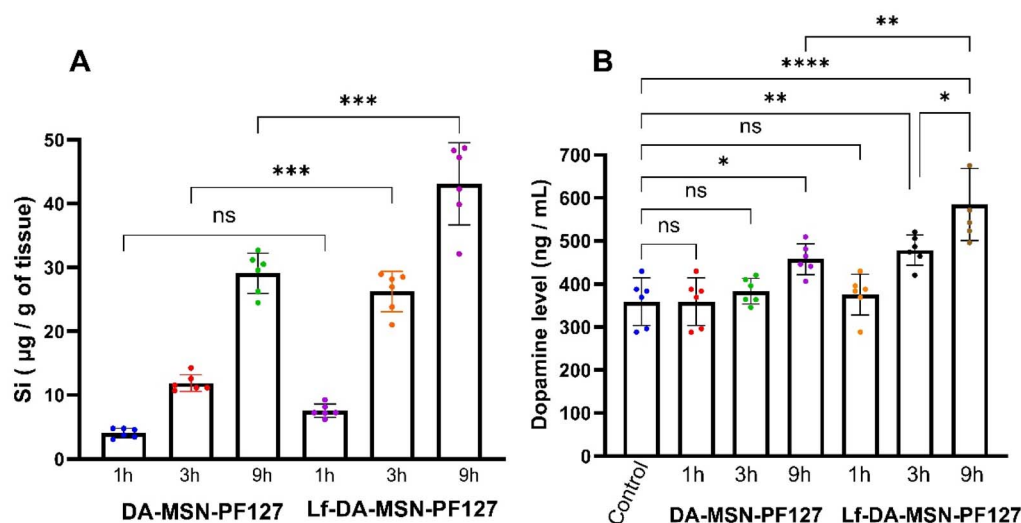 A
***
***
ns
Si ( µg / g of tissue)
50
40
30
20
10
0
1h 3h 9h 1h 3h 9h
DA-MSN-PF127 Lf-DA-MSN-PF127
B
**
****
**
*
ns
*
ns
ns
Dopamine level (ng / mL)
700
600
500
400
300
200
100
0
Control 1h 3h 9h 1h 3h 9h
DA-MSN-PF127 Lf-DA-MSN-PF127